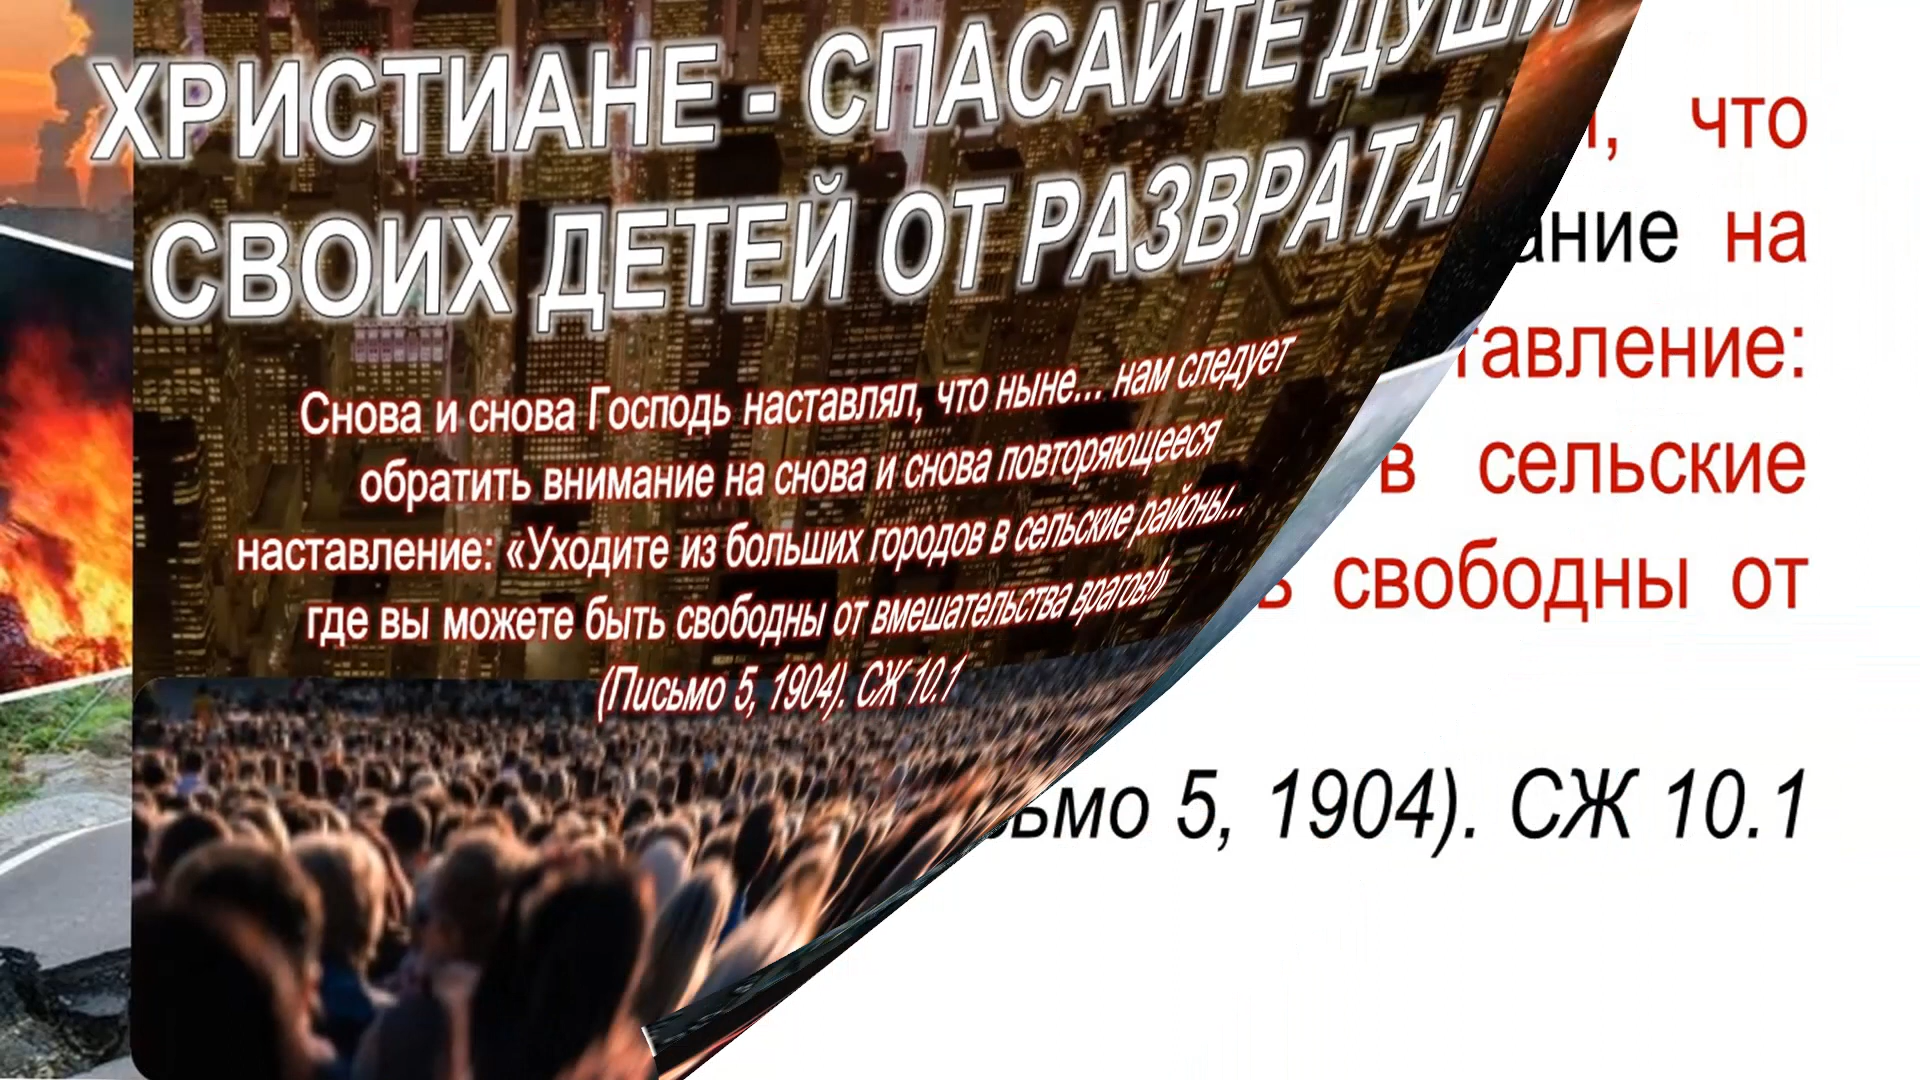 ХРИСТИАНЕ - СПАСАЙТЕ ДУШИ
СВОИХ ДЕТЕЙ ОТ РАЗВРАТА!
Снова и снова Господь наставлял, что ныне... нам следует
обратить внимание на снова и снова повторяющееся
наставление: «Уходите из больших городов в сельские районы...
где вы можете быть свободны от вмешательства врагов!»
(Письмо 5, 1904). СЖ 10.1
что
ание на
тавление:
в сельские
ь свободны от
ьмо 5, 1904). СЖ 10.1